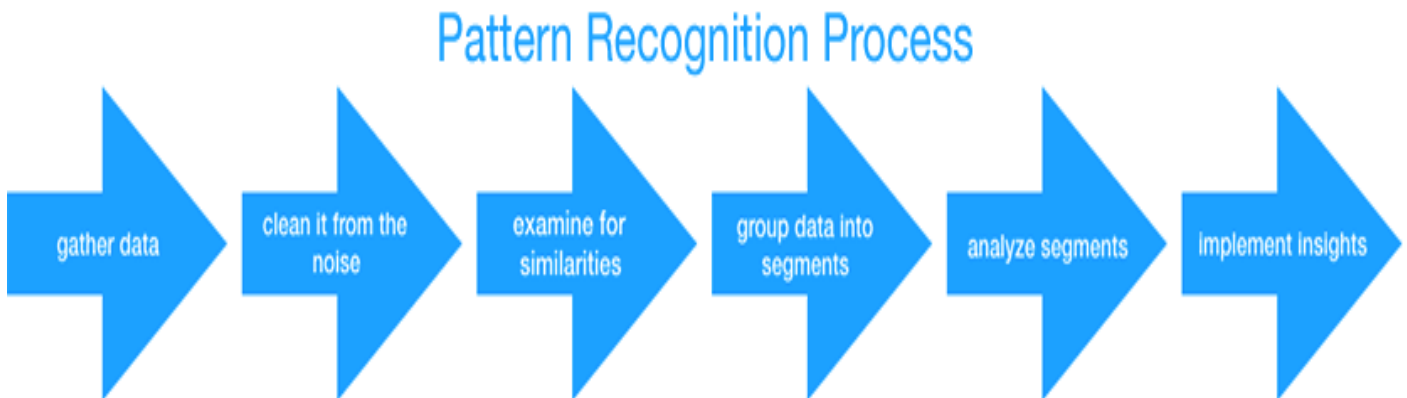 Pattern Recognition Process
gather data
clean it from the
noise
examine for
similarities
group data into
segments
analyze segments
implement insights